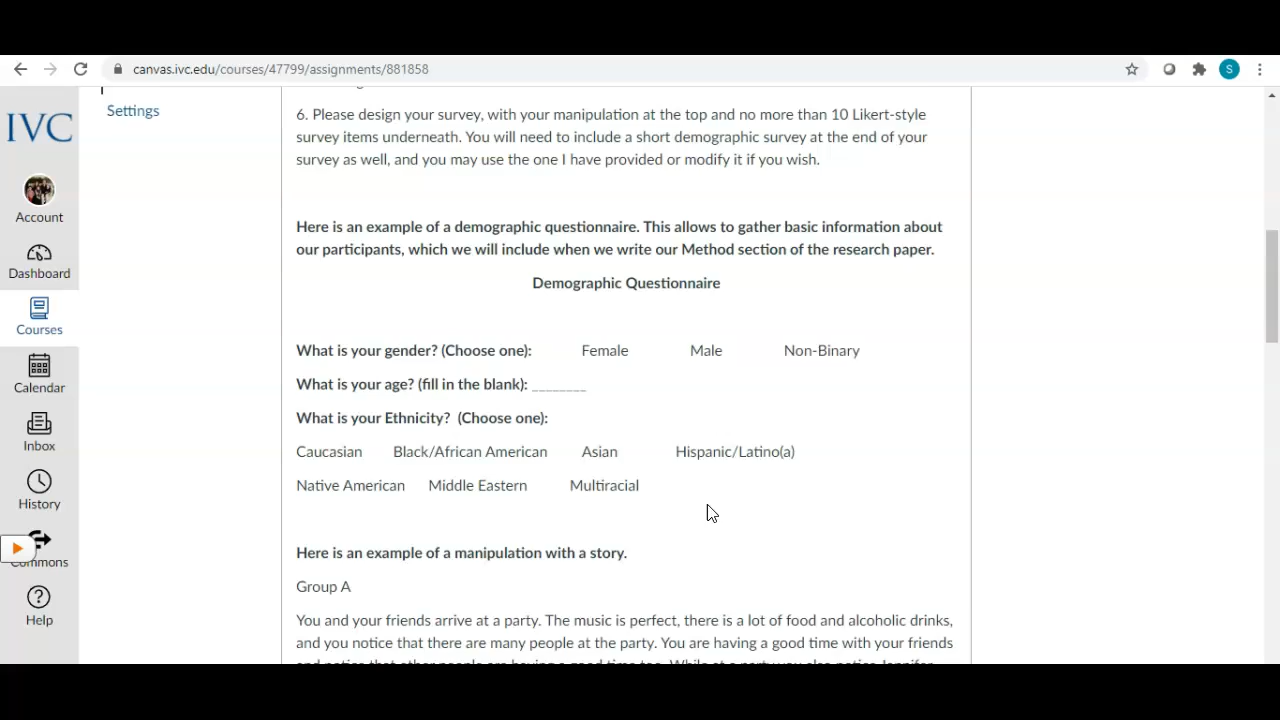 canvas.ivc.edu/courses/47799/assignments/881858
S
Settings
IVC
Account
Dashboard
Courses
Calendar
Inbox
History
Commons
Help
6. Please design your survey, with your manipulation at the top and no more than 10 Likert-style
survey items underneath. You will need to include a short demographic survey at the end of your
survey as well, and you may use the one I have provided or modify it if you wish.
Here is an example of a demographic questionnaire. This allows to gather basic information about
our participants, which we will include when we write our Method section of the research paper.
Demographic Questionnaire
What is your gender? (Choose one): Female Male Non-Binary
What is your age? (fill in the blank): ________
What is your Ethnicity? (Choose one):
Caucasian Black/African American Asian Hispanic/Latino(a)
Native American Middle Eastern Multiracial
Here is an example of a manipulation with a story.
Group A
You and your friends arrive at a party. The music is perfect, there is a lot of food and alcoholic drinks,
and you notice that there are many people at the party. You are having a good time with your friends